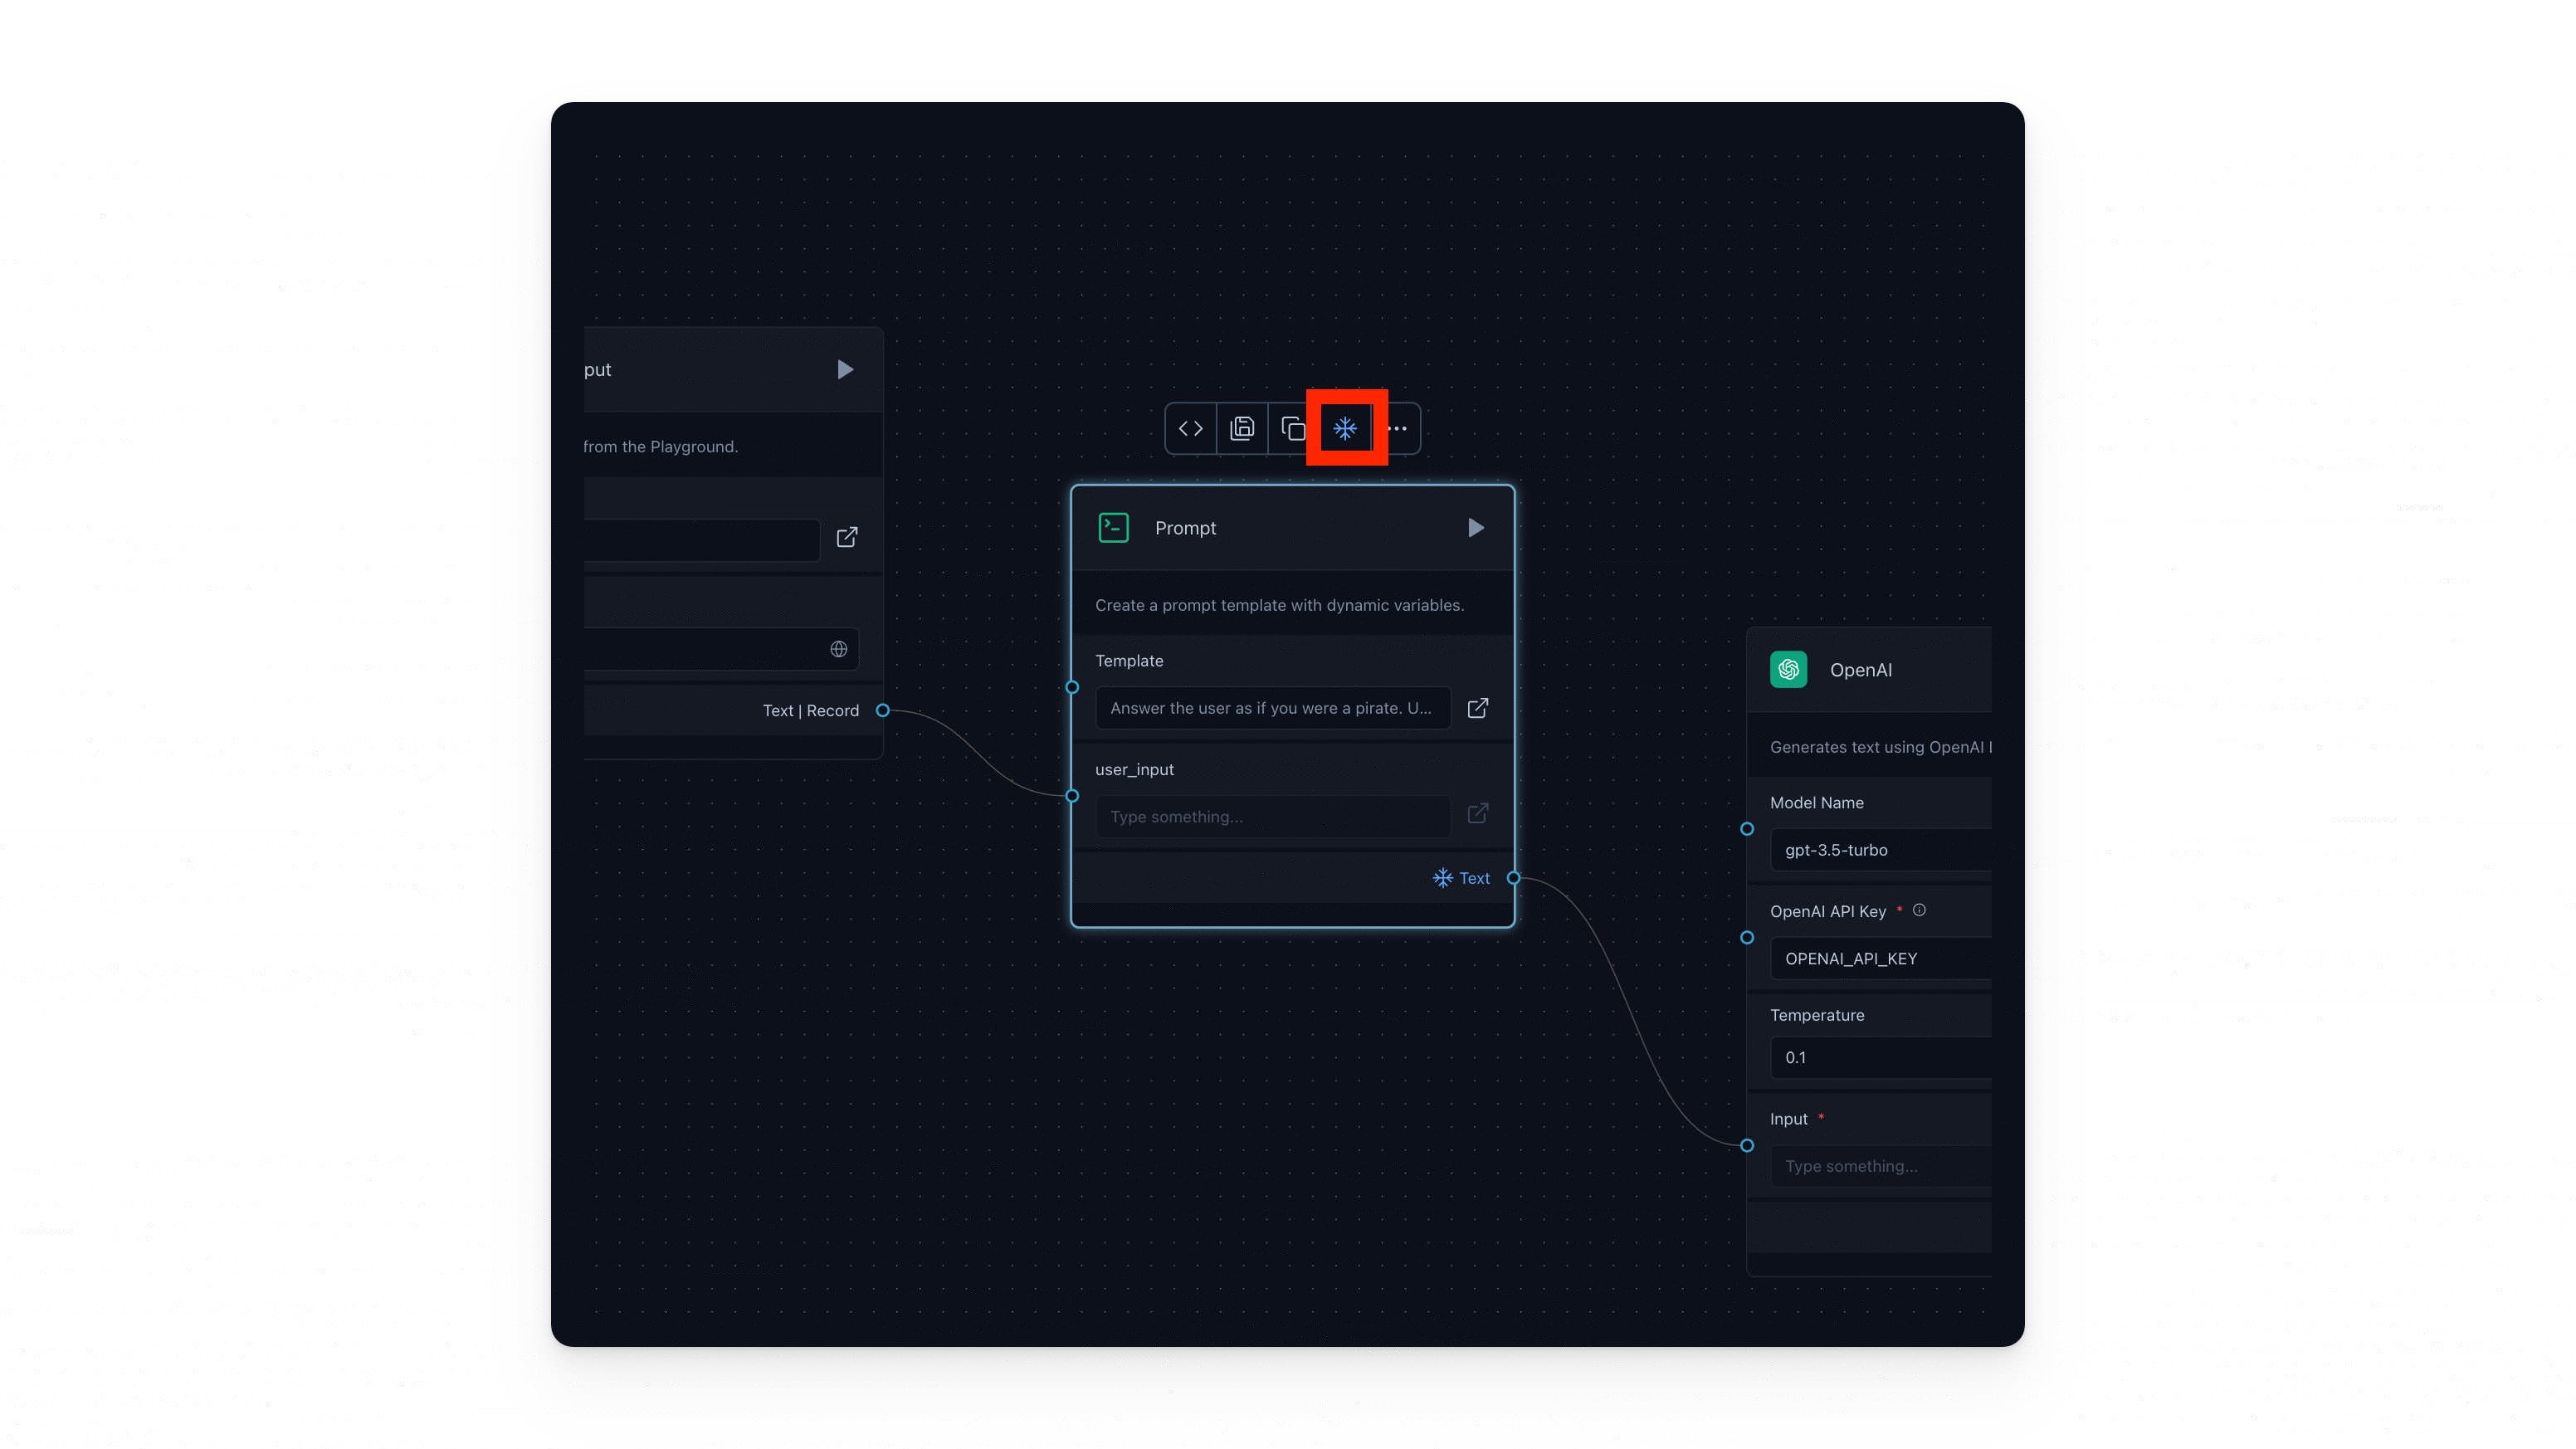 put
from the Playground.
Text | Record
Prompt
Create a prompt template with dynamic variables.
Template
Answer the user as if you were a pirate. U...
user_input
Type something...
Text
OpenAI
Generates text using OpenAI
Model Name
gpt-3.5-turbo
OpenAI API Key *
OPENAI_API_KEY
Temperature
0.1
Input *
Type something...